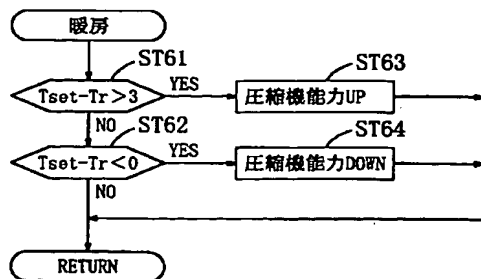 暖房
ST61
Tset-Tr>3
YES
ST63
圧縮機能力UP
NO
ST62
Tset-Tr<0
YES
ST64
圧縮機能力DOWN
NO
RETURN